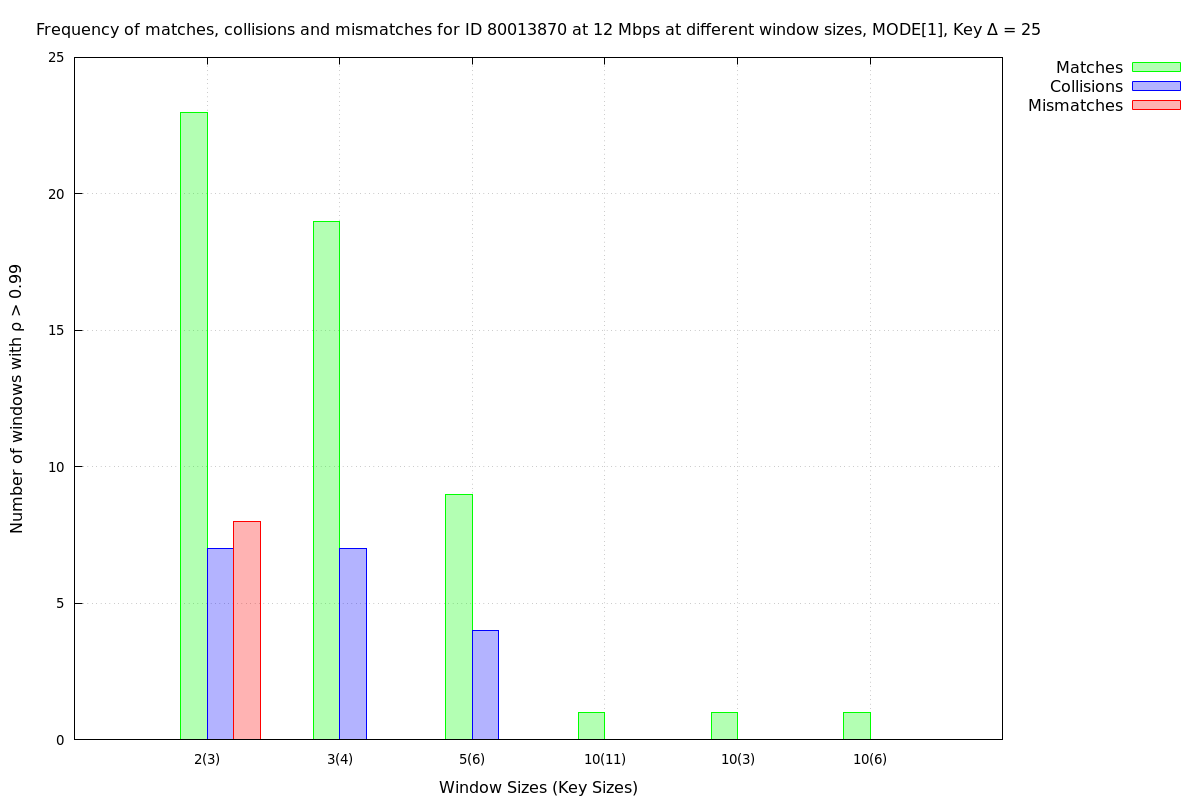 Frequency of matches, collisions and mismatches for ID 80013870 at 12 Mbps at different window sizes, MODE[1], Key Δ = 25
Matches
Collisions
Mismatches
Number of windows with ρ > 0.99
25
20
15
10
5
0
2(3) 3(4) 5(6) 10(11) 10(3) 10(6)
Window Sizes (Key Sizes)